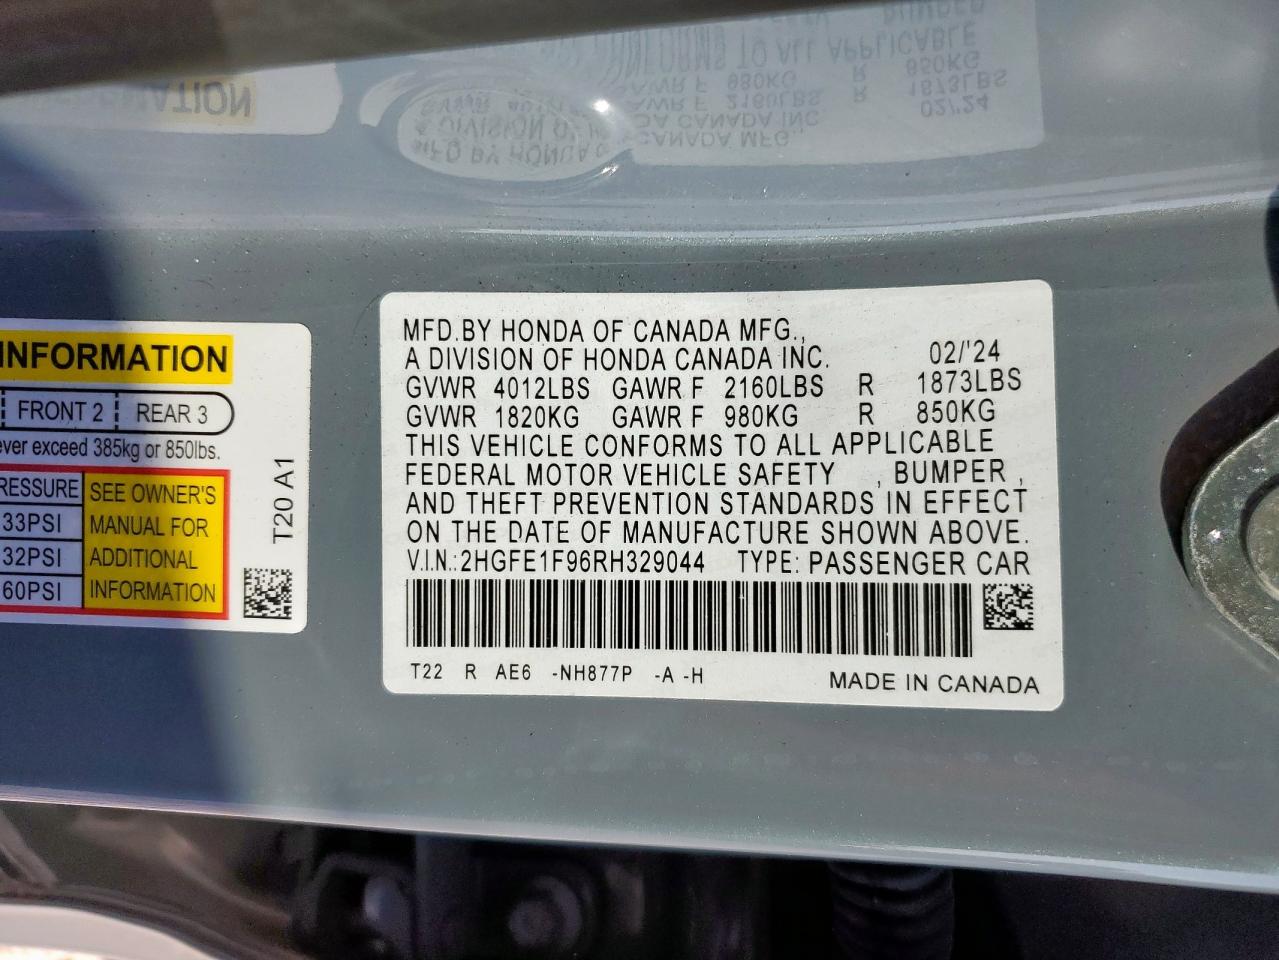 INFORMATION
FRONT 2 REAR 3
ever exceed 385kg or 850lbs.
RESSURE
33PSI
32PSI
60PSI
SEE OWNER'S
MANUAL FOR
ADDITIONAL
INFORMATION
T20 A1
MFD.BY HONDA OF CANADA MFG.,
A DIVISION OF HONDA CANADA INC. 02/'24
GVWR 4012LBS GAWR F 2160LBS R 1873LBS
GVWR 1820KG GAWR F 980KG R 850KG
THIS VEHICLE CONFORMS TO ALL APPLICABLE
FEDERAL MOTOR VEHICLE SAFETY , BUMPER ,
AND THEFT PREVENTION STANDARDS IN EFFECT
ON THE DATE OF MANUFACTURE SHOWN ABOVE.
V.I.N.: 2HGFE1F96RH329044 TYPE: PASSENGER CAR
T22 R AE6 -NH877P -A -H
MADE IN CANADA